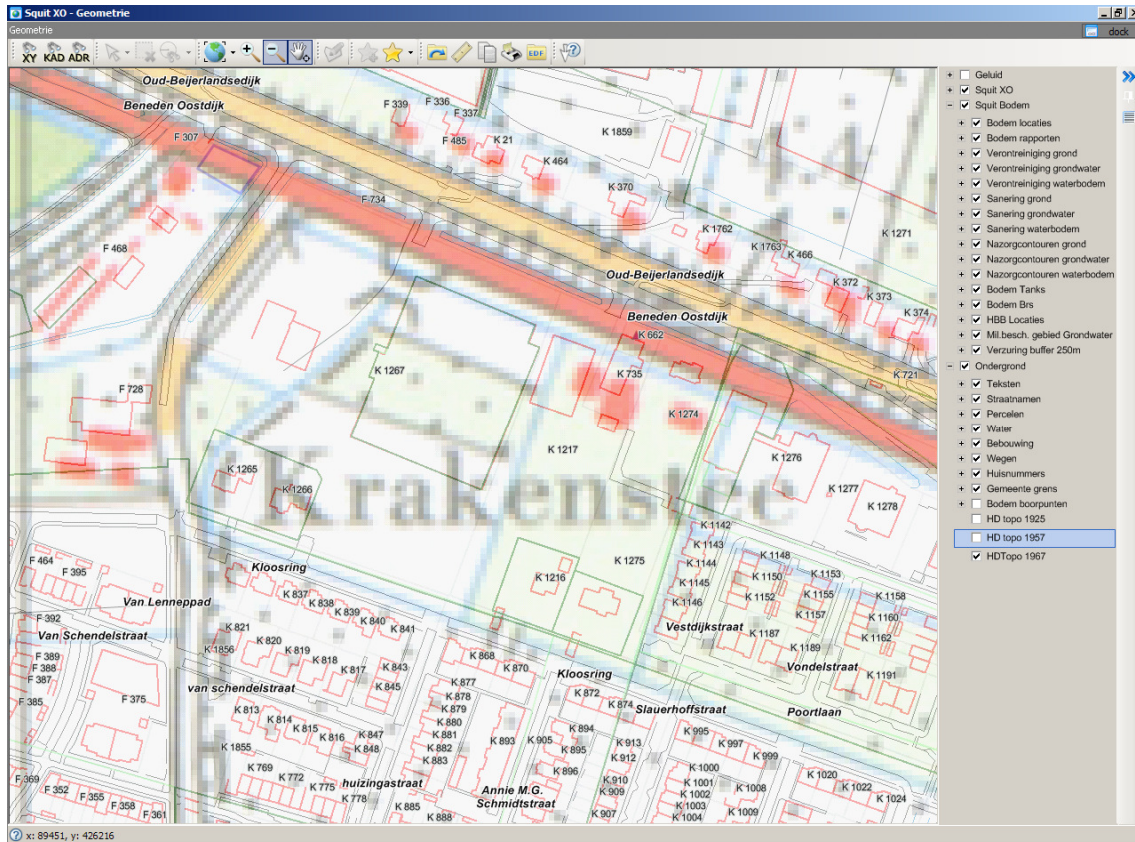 Squit XO - Geometrie
Geometrie
dock
XY KAD ADR
EDF
Geluid
Squit XO
Squit Bodem
Bodem locaties
Bodem rapporten
Verontreiniging grond
Verontreiniging grondwater
Verontreiniging waterbodem
Sanering grond
Sanering grondwater
Sanering waterbodem
Nazorgcontouren grond
Nazorgcontouren grondwater
Nazorgcontouren waterbodem
Bodem Tanks
Bodem Brs
HBB Locaties
Mil.besch. gebied Grondwater
Verzuring buffer 250m
Ondergrond
Teksten
Straatnamen
Percelen
Water
Bebouwing
Wegen
Huisnummers
Gemeente grens
Bodem boorpunten
HD topo 1925
HD topo 1957
HDTopo 1967
Oud-Beijerlandsedijk
Beneden Oostdijk
F 339
F 336
F 337
F 307
F 485
K 21
K 1859
K 464
K 370
F 734
K 1762
K 1763
K 466
K 1271
F 468
Oud-Beijerlandsedijk
K 372
K 373
K 374
Beneden Oostdijk
K 662
K 1267
K 735
K 721
F 728
K 1274
K 1217
K 1276
K 1265
K 1266
Krakenstee
K 1277
K 1278
K 1142
K 1143
K 1144
K 1145
K 1146
K 1148
K 1150
K 1153
K 1152
K 1155
K 1157
K 1158
K 1160
K 1162
K 1275
K 1216
F 464
F 395
Kloosring
K 837
K 838
K 839
K 840
K 841
Van Lenneppad
F 392
Van Schendelstraat
K 821
K 820
K 819
K 818
K 817
K 1856
K 843
K 845
Vestdijkstraat
K 1187
K 1189
Vondelstraat
K 1191
F 389
F 388
F 387
F 385
F 375
van schendelstraat
K 868
K 870
Kloosring
K 877
K 878
K 879
K 880
K 881
K 882
K 883
K 872
K 874
Slauerhoffstraat
Poortlaan
K 813
K 814
K 815
K 816
K 847
K 848
K 1855
K 893
K 905
K 894
K 895
K 896
K 913
K 912
K 910
K 909
K 907
K 995
K 997
K 999
K 1000
K 1001
K 1002
K 1003
K 1004
K 1008
K 1009
K 1020
K 1022
K 1024
F 369
F 352
F 355
F 358
F 361
K 769
K 772
K 775
K 778
huizingastraat
K 885
K 888
Annie M.G.
Schmidtstraat
x: 89451, y: 426216